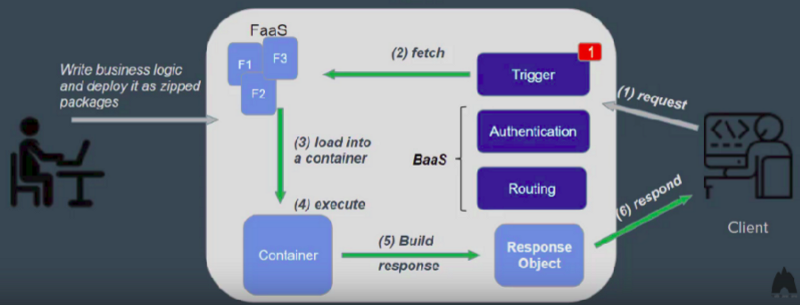 FaaS
F1
F3
F2
(2) fetch
Trigger
1
Write business logic
and deploy it as zipped
packages
(1) request
(3) load into
a container
BaaS
Authentication
Routing
(4) execute
Container
(5) Build
response
Response
Object
(6) respond
Client